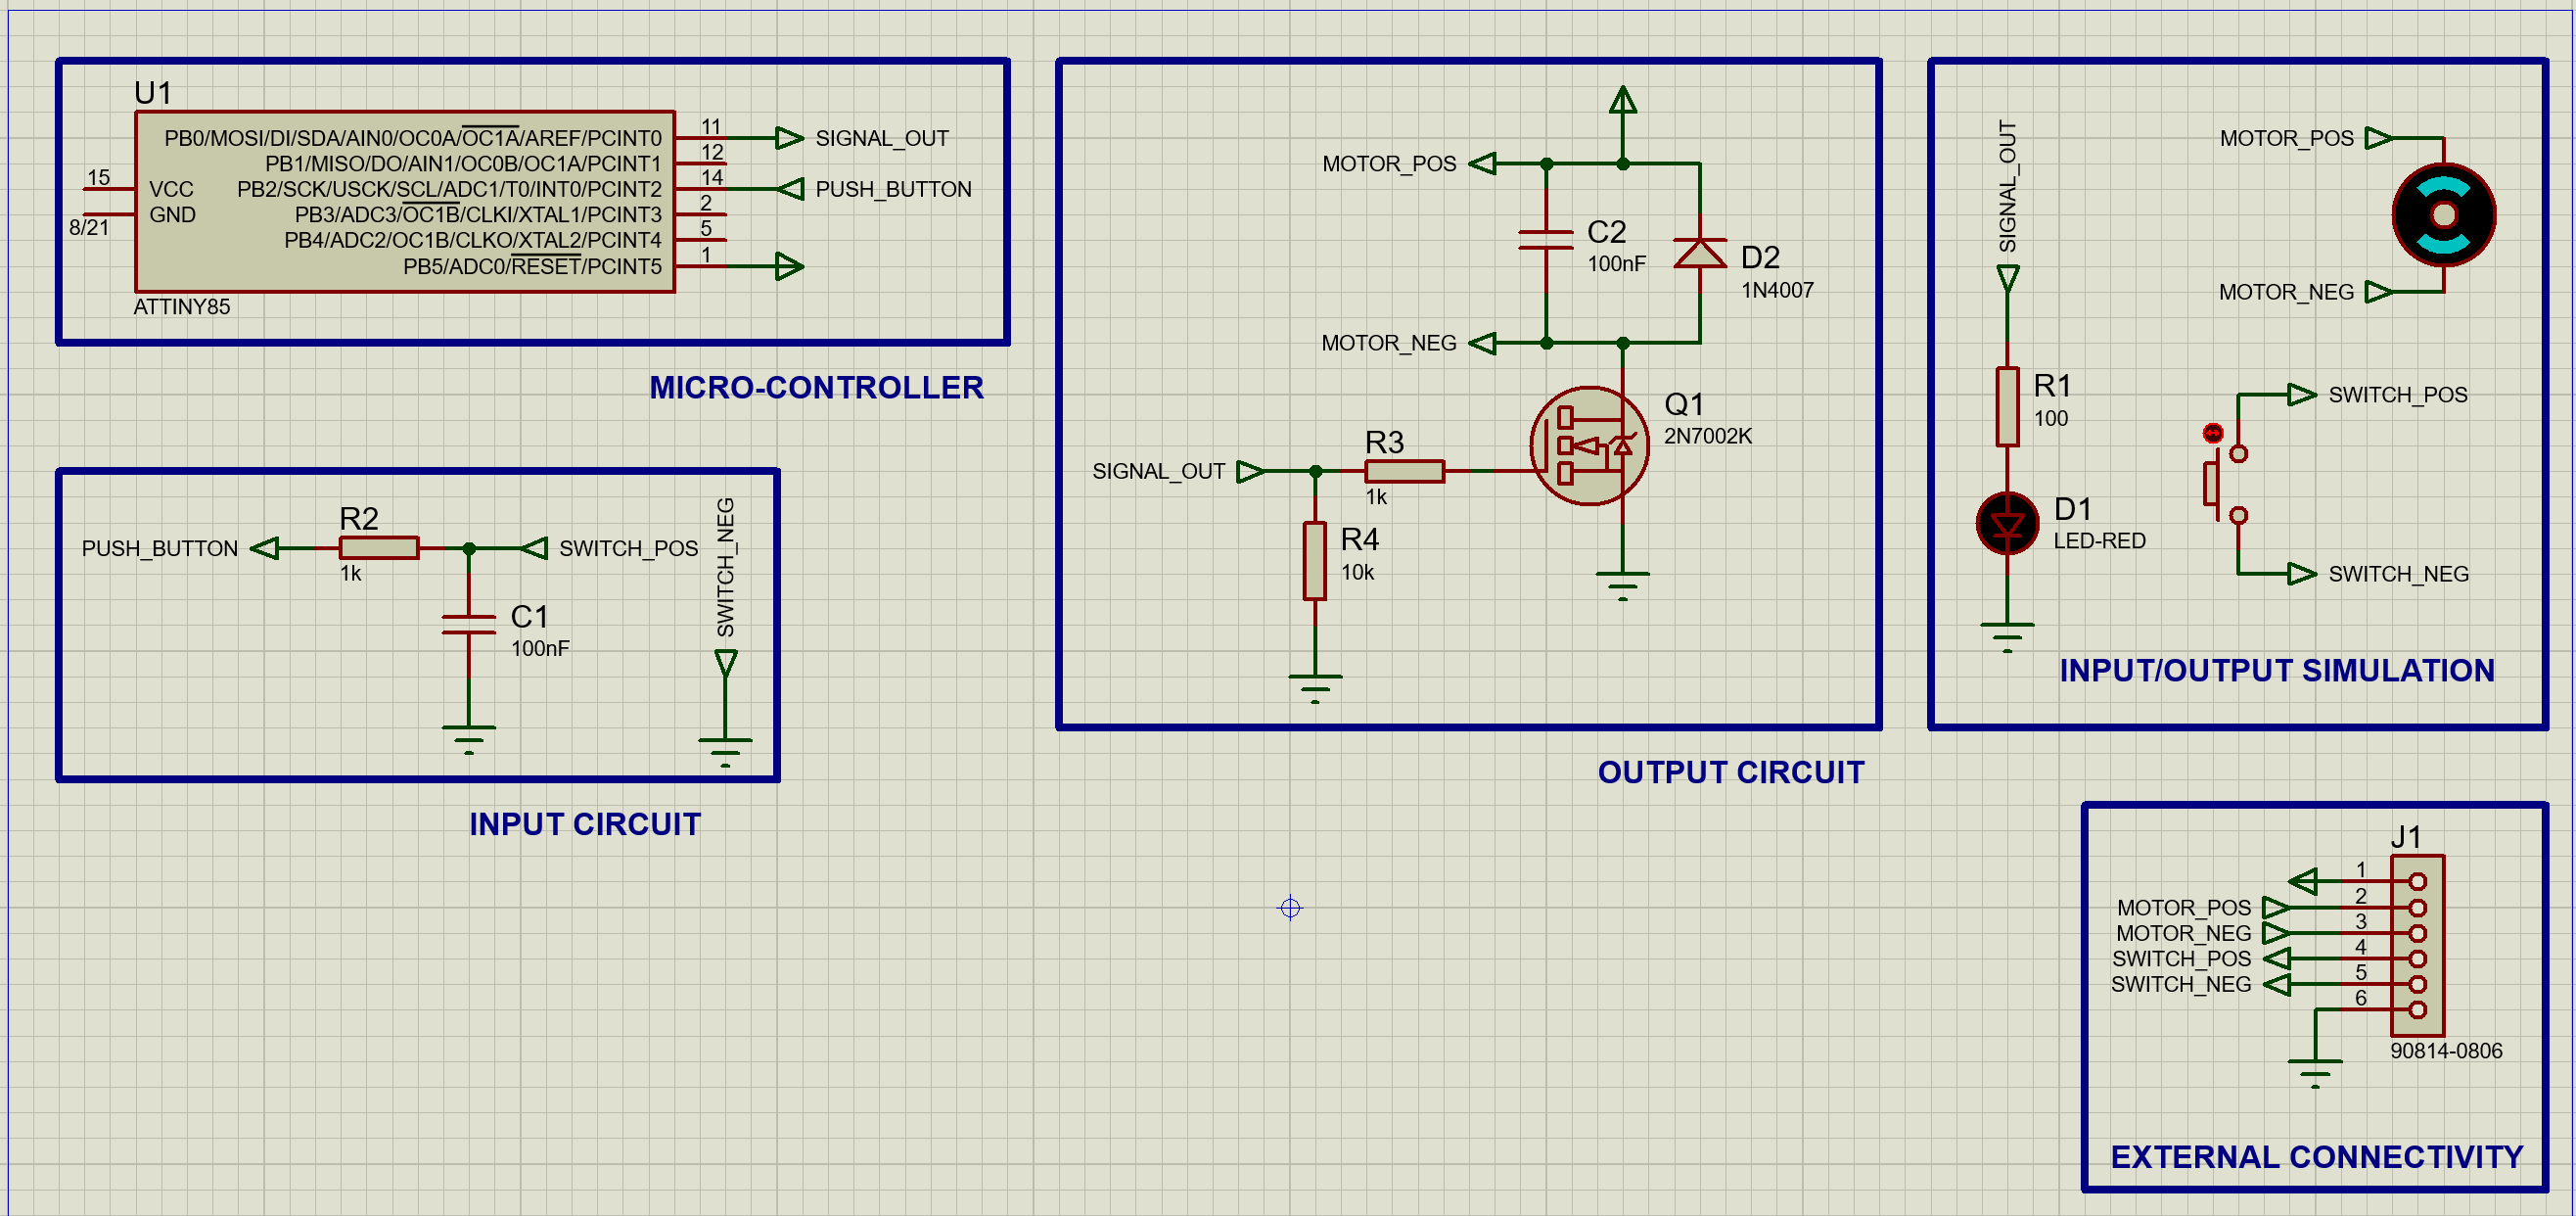 U1
PB0/MOSI/DI/SDA/AIN0/OC0A/OC1A/AREF/PCINT0
PB1/MISO/DO/AIN1/OC0B/OC1A/PCINT1
PB2/SCK/USCK/SCL/ADC1/T0/INT0/PCINT2
PB3/ADC3/OC1B/CLKI/XTAL1/PCINT3
PB4/ADC2/OC1B/CLKO/XTAL2/PCINT4
PB5/ADC0/RESET/PCINT5
15
VCC
8/21
GND
11
12
14
2
5
1
SIGNAL_OUT
PUSH_BUTTON
ATTINY85
MICRO-CONTROLLER
PUSH_BUTTON
R2
1k
SWITCH_POS
C1
100nF
SWITCH_NEG
INPUT CIRCUIT
MOTOR_POS
C2
100nF
D2
1N4007
MOTOR_NEG
Q1
2N7002K
SIGNAL_OUT
R3
1k
R4
10k
OUTPUT CIRCUIT
SIGNAL_OUT
R1
100
D1
LED-RED
MOTOR_POS
MOTOR_NEG
SWITCH_POS
SWITCH_NEG
INPUT/OUTPUT SIMULATION
J1
1
2
MOTOR_POS
3
MOTOR_NEG
4
SWITCH_POS
5
SWITCH_NEG
6
90814-0806
EXTERNAL CONNECTIVITY